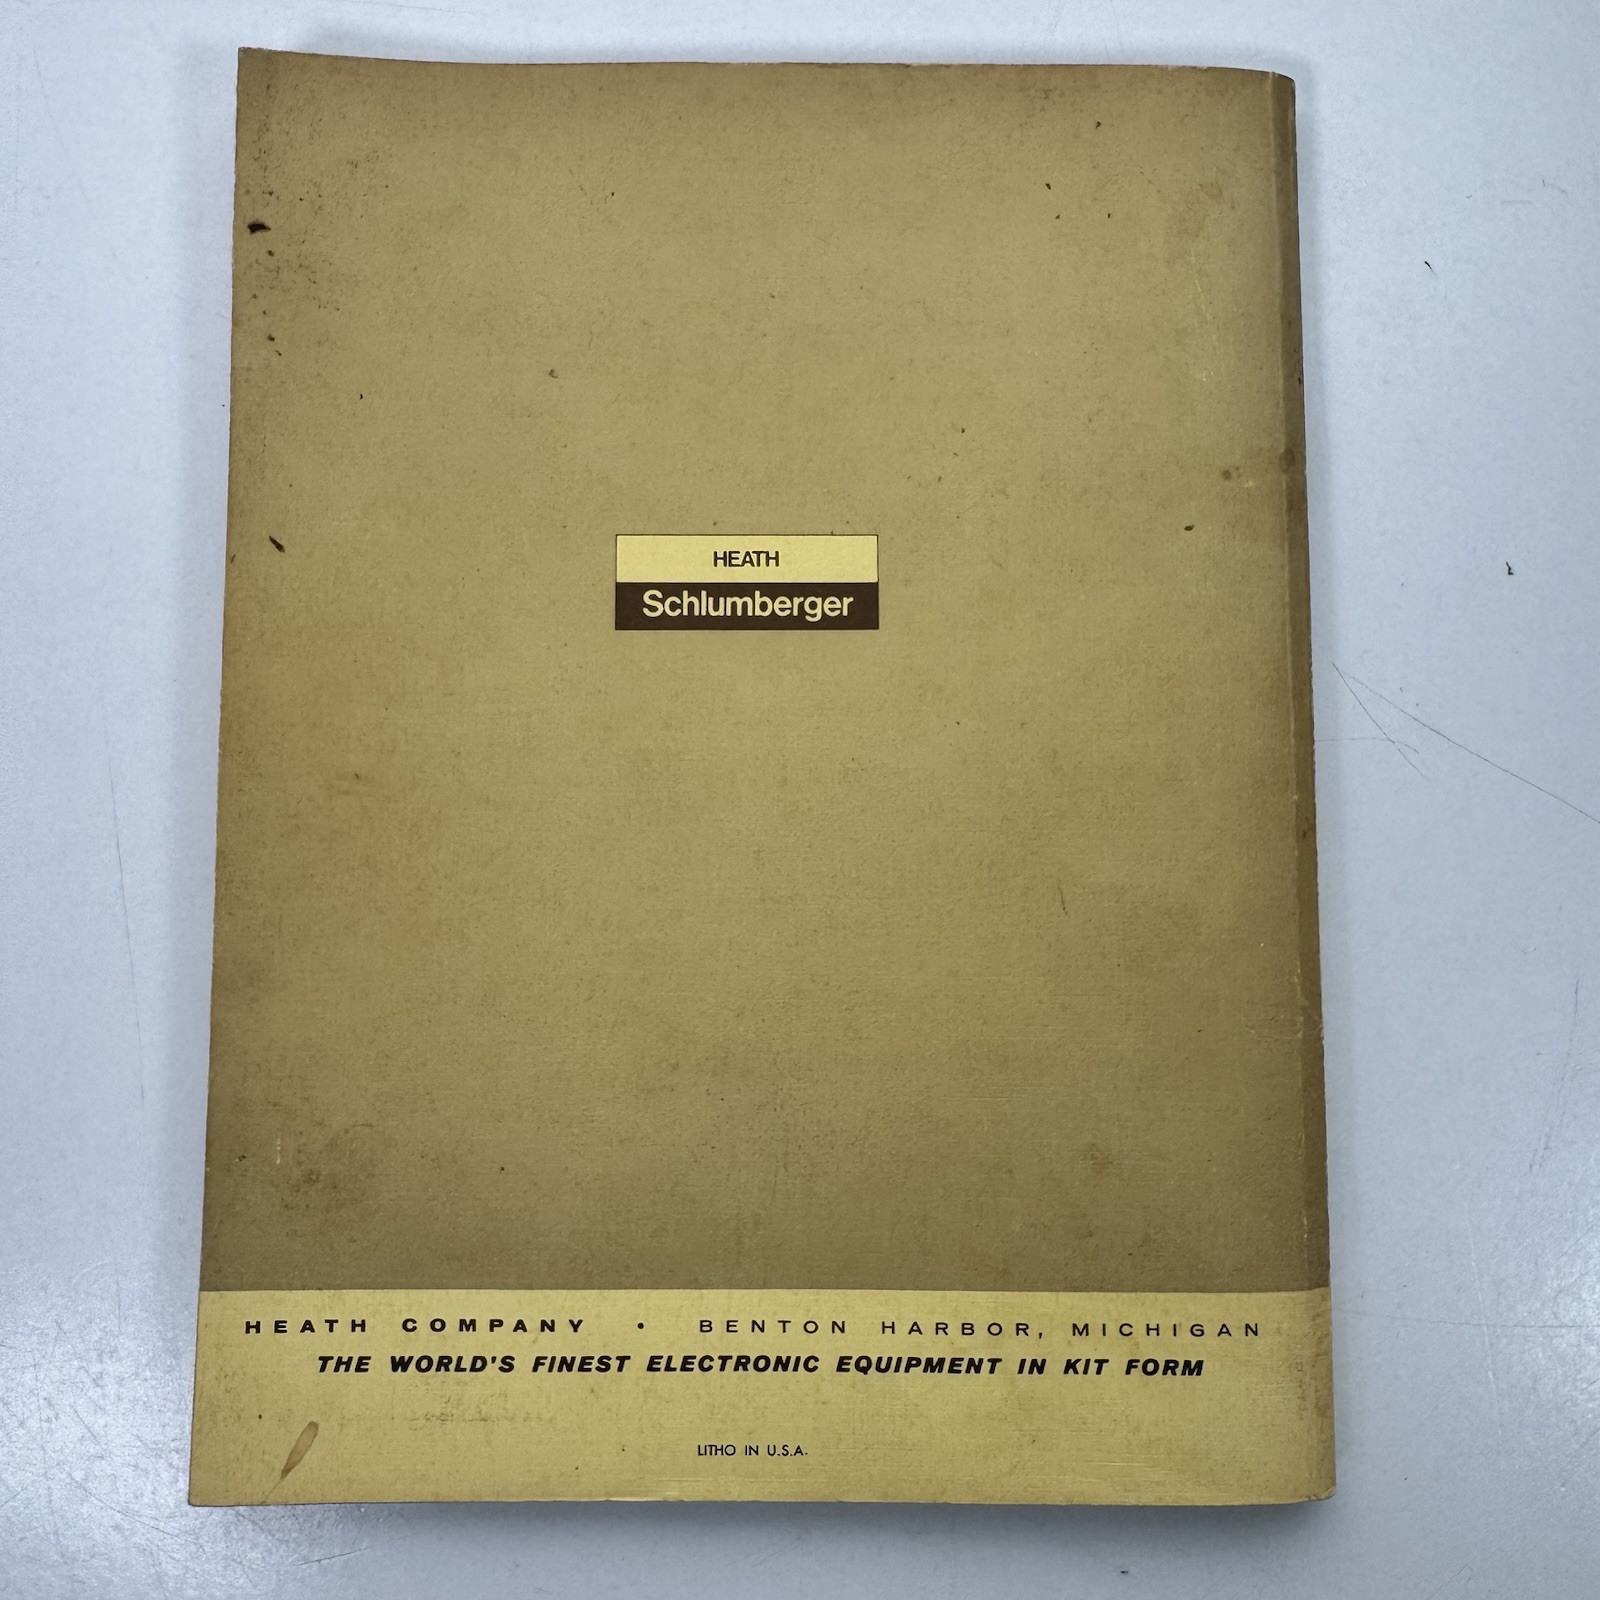 HEATH
Schlumberger
HEATH COMPANY • BENTON HARBOR, MICHIGAN
THE WORLD'S FINEST ELECTRONIC EQUIPMENT IN KIT FORM
LITHO IN U.S.A.